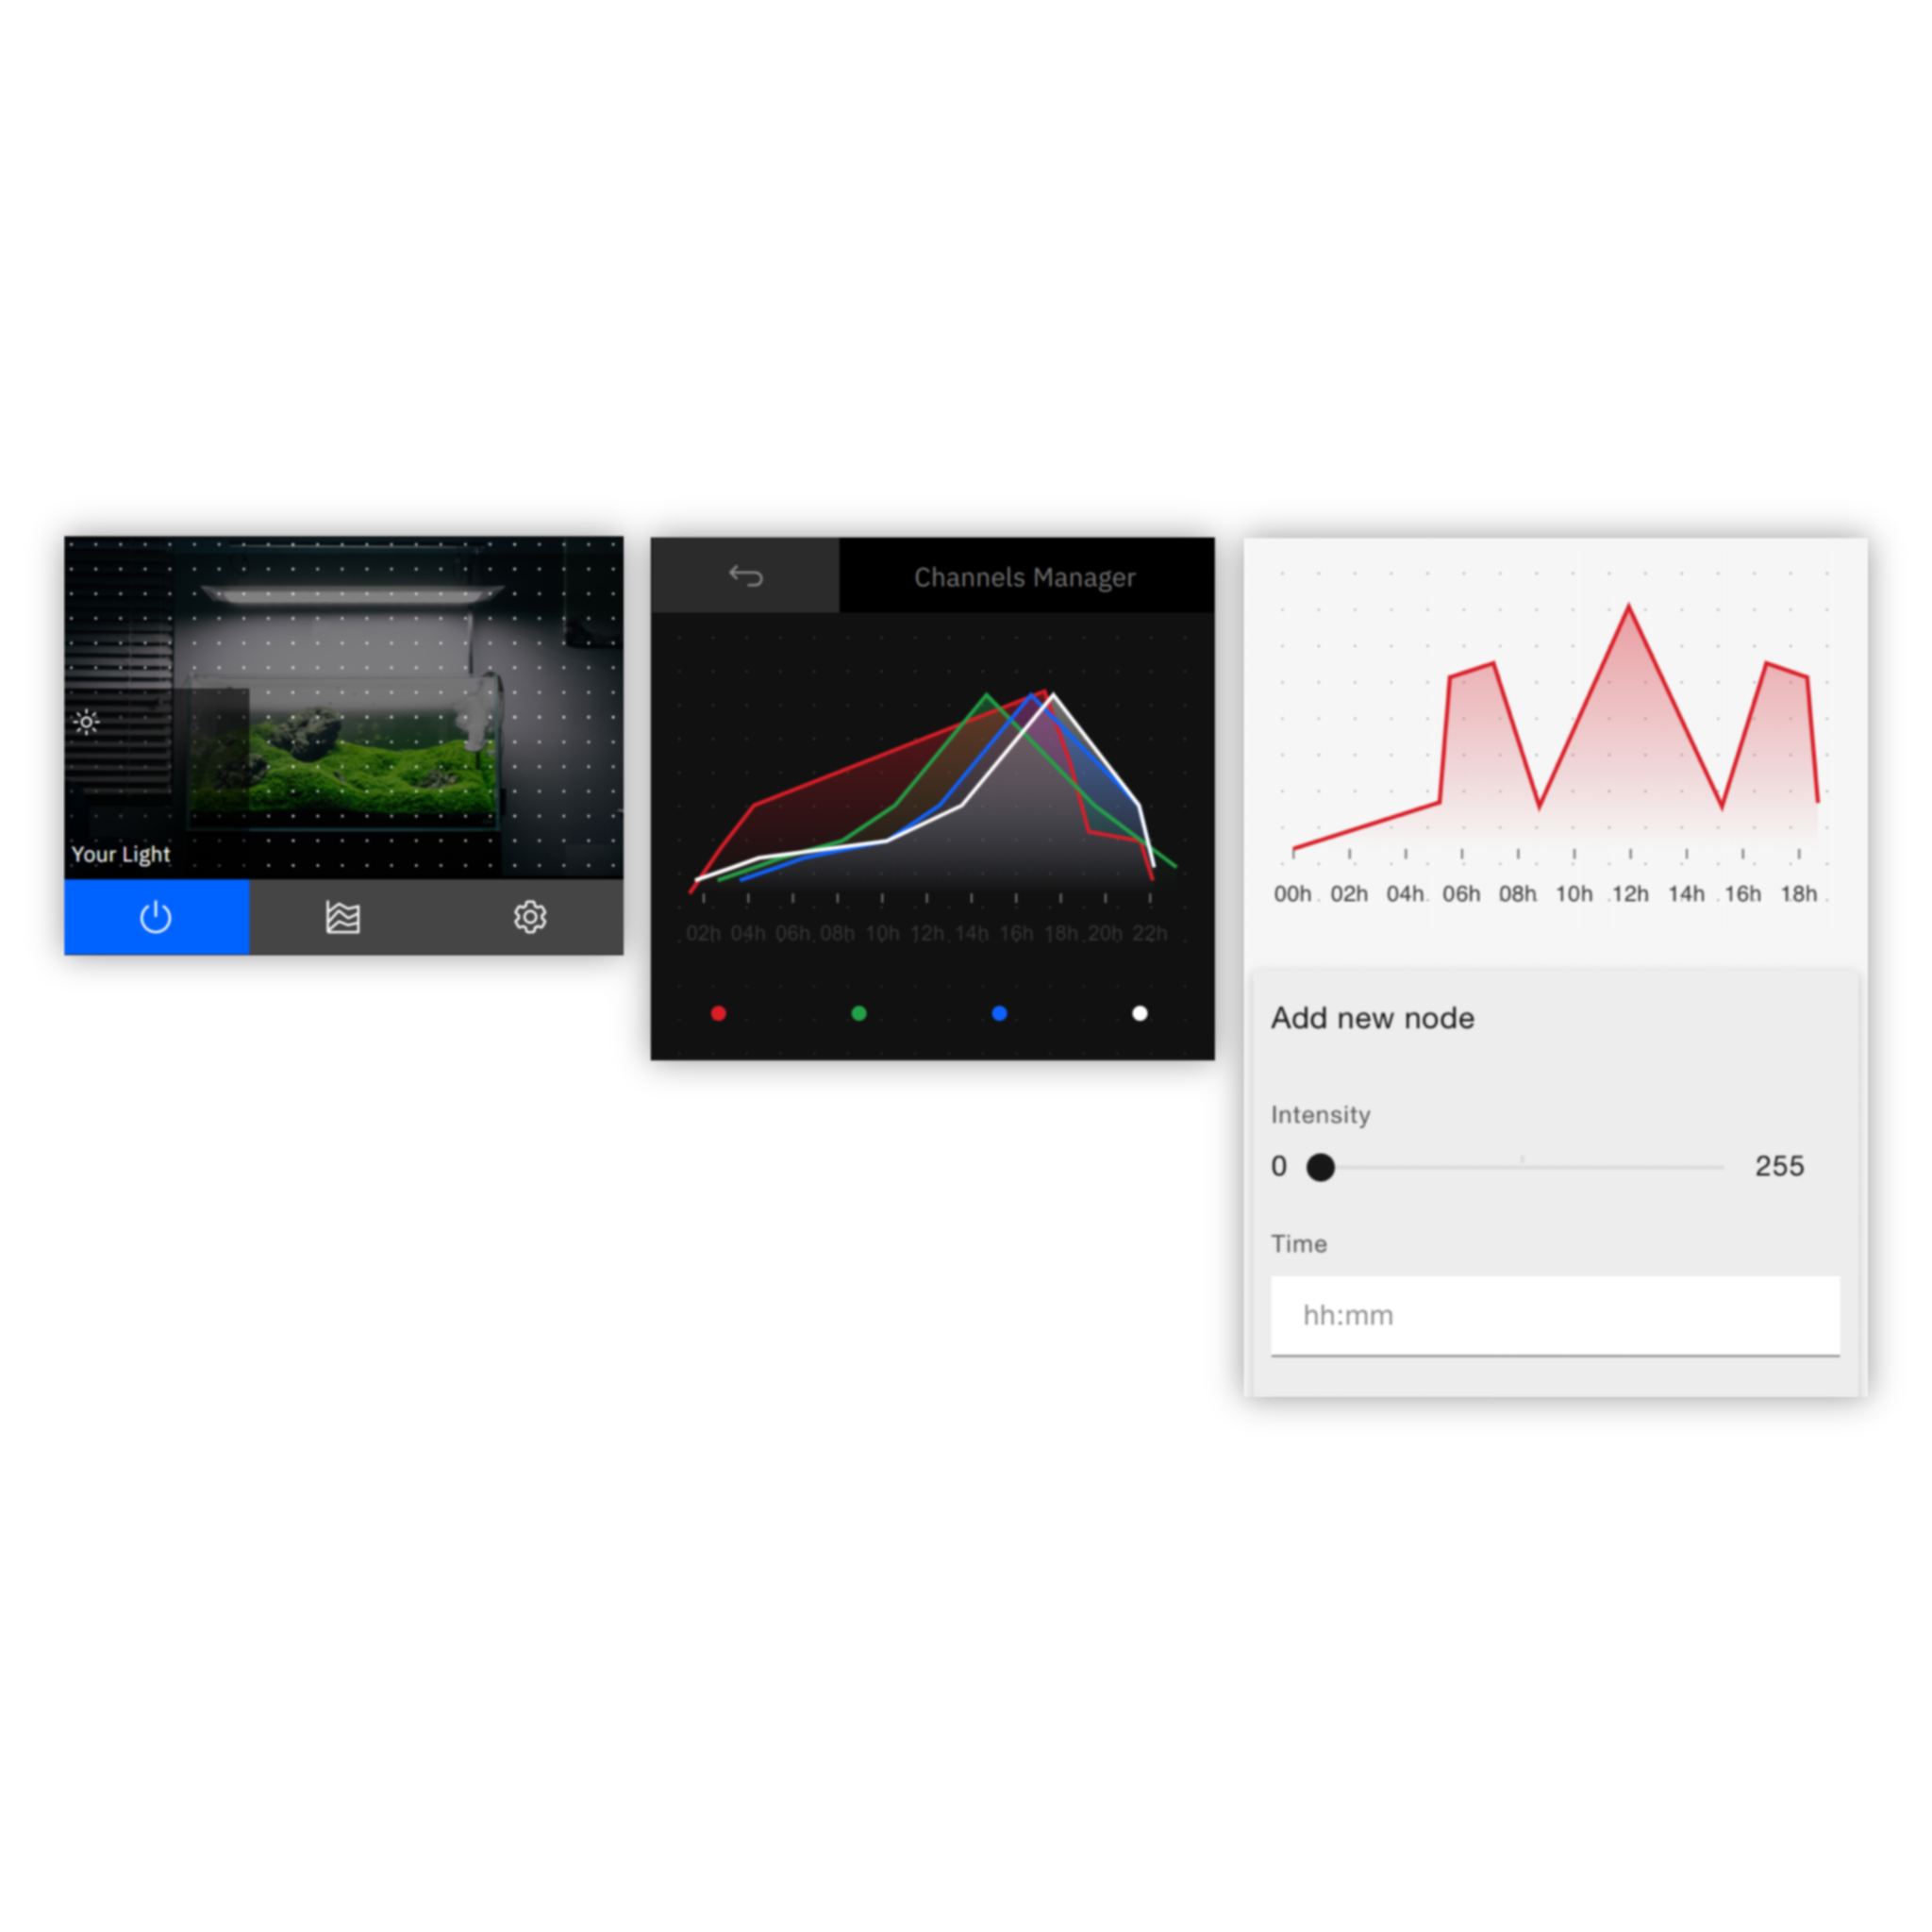 Your Light
Channels Manager
02h 04h 06h 08h 10h 12h 14h 16h 18h 20h 22h
00h 02h 04h 06h 08h 10h 12h 14h 16h 18h
Add new node
Intensity
0 255
Time
hh:mm